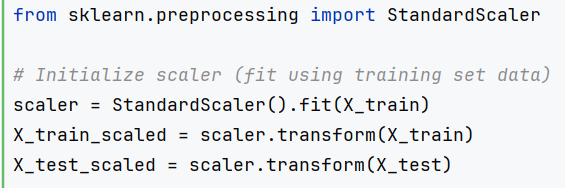 from sklearn.preprocessing import StandardScaler
# Initialize scaler (fit using training set data)
scaler = StandardScaler().fit(X_train)
X_train_scaled = scaler.transform(X_train)
X_test_scaled = scaler.transform(X_test)